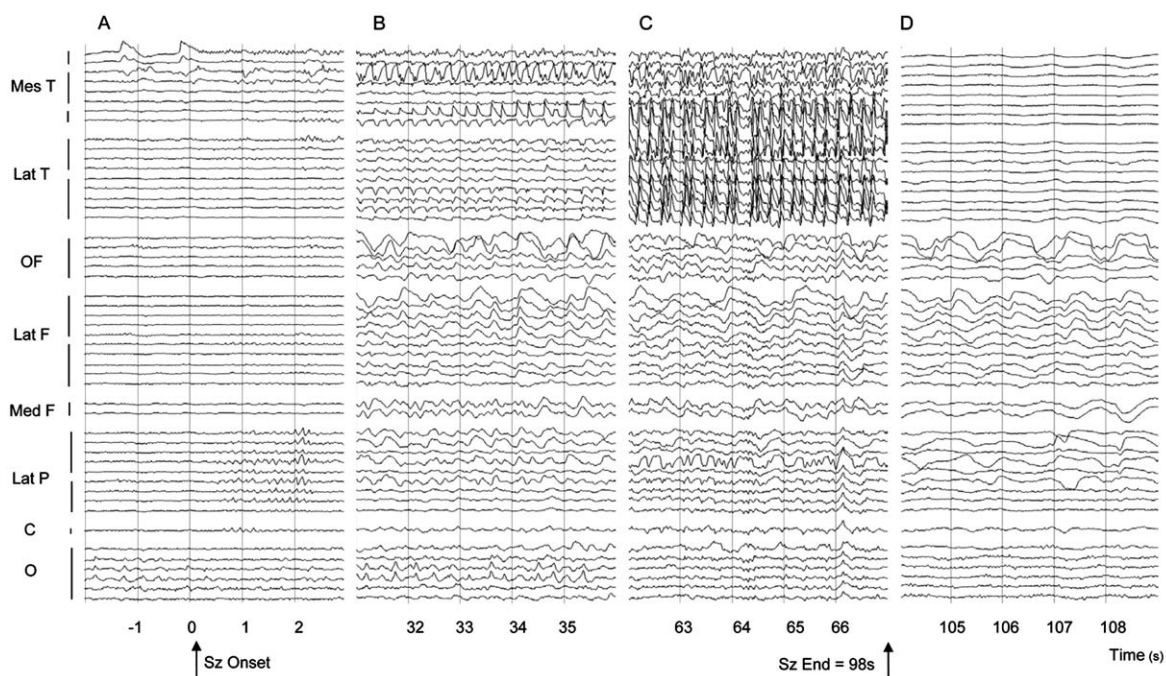 A B C D
Mes T
Lat T
OF
Lat F
Med F
Lat P
C
O
-1 0 1 2 32 33 34 35 63 64 65 66 105 106 107 108
Sz Onset Sz End = 98s Time (s)